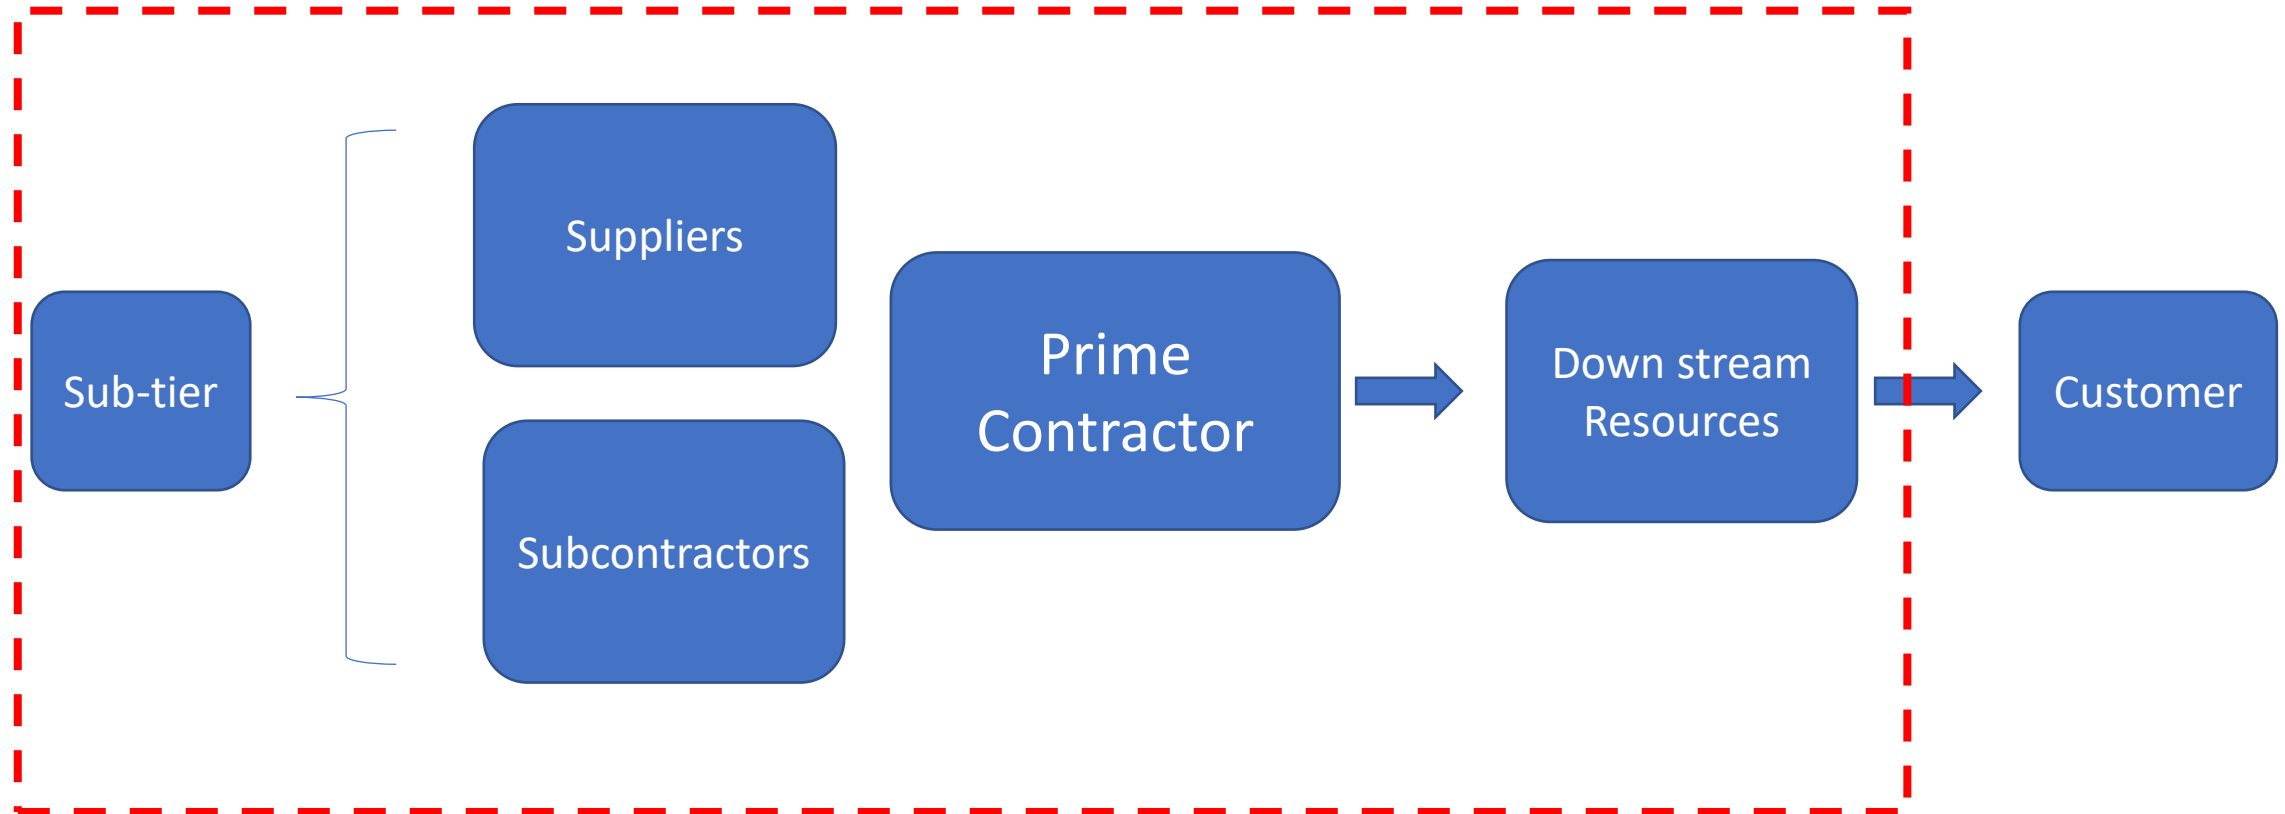 Sub-tier
Suppliers
Subcontractors
Prime
Contractor
Down stream
Resources
Customer